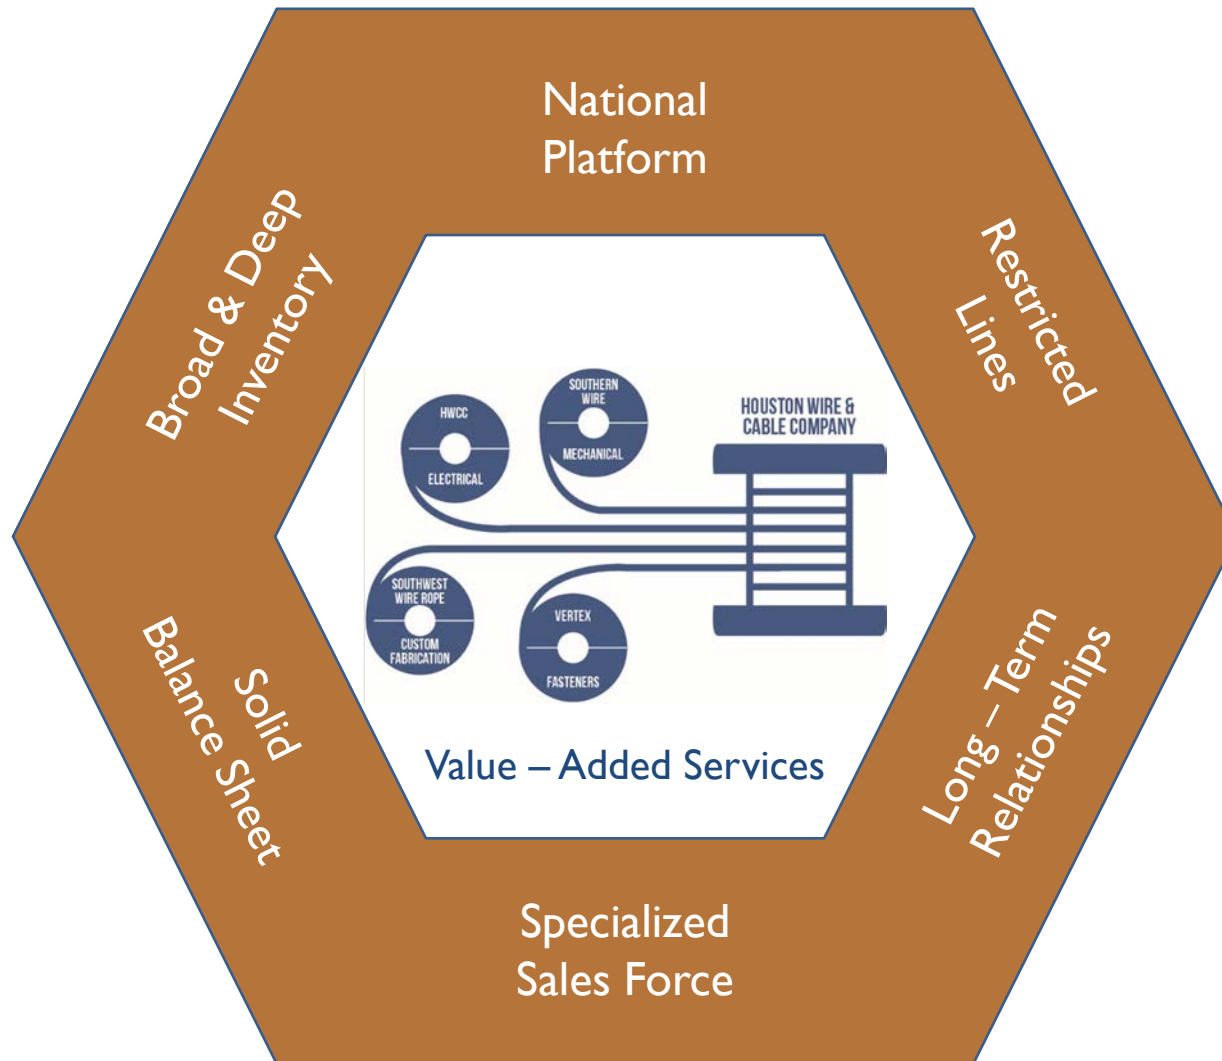 National
Platform
Restricted
Lines
Long – Term
Relationships
Specialized
Sales Force
Solid
Balance Sheet
Broad & Deep
Inventory
HWCC
ELECTRICAL
SOUTHERN
WIRE
MECHANICAL
HOUSTON WIRE &
CABLE COMPANY
SOUTHWEST
WIRE ROPE
CUSTOM
FABRICATION
VERTEX
FASTENERS
Value – Added Services